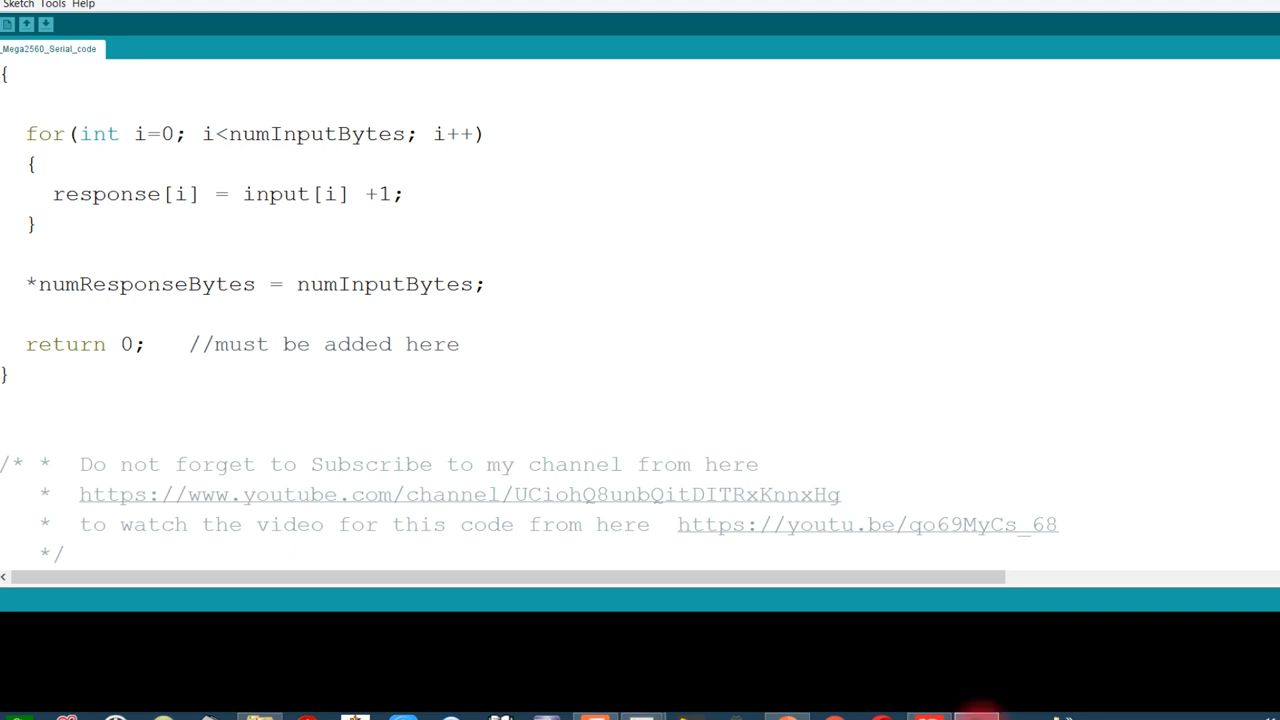 Sketch Tools Help
_Mega2560_Serial_code
{
for(int i=0; i<numInputBytes; i++)
{
response[i] = input[i] +1;
}
*numResponseBytes = numInputBytes;
return 0; //must be added here
}
/* * Do not forget to Subscribe to my channel from here
* https://www.youtube.com/channel/UCiohQ8unbQitDITRxKnnxHg
* to watch the video for this code from here https://youtu.be/qo69MyCs_68
*/